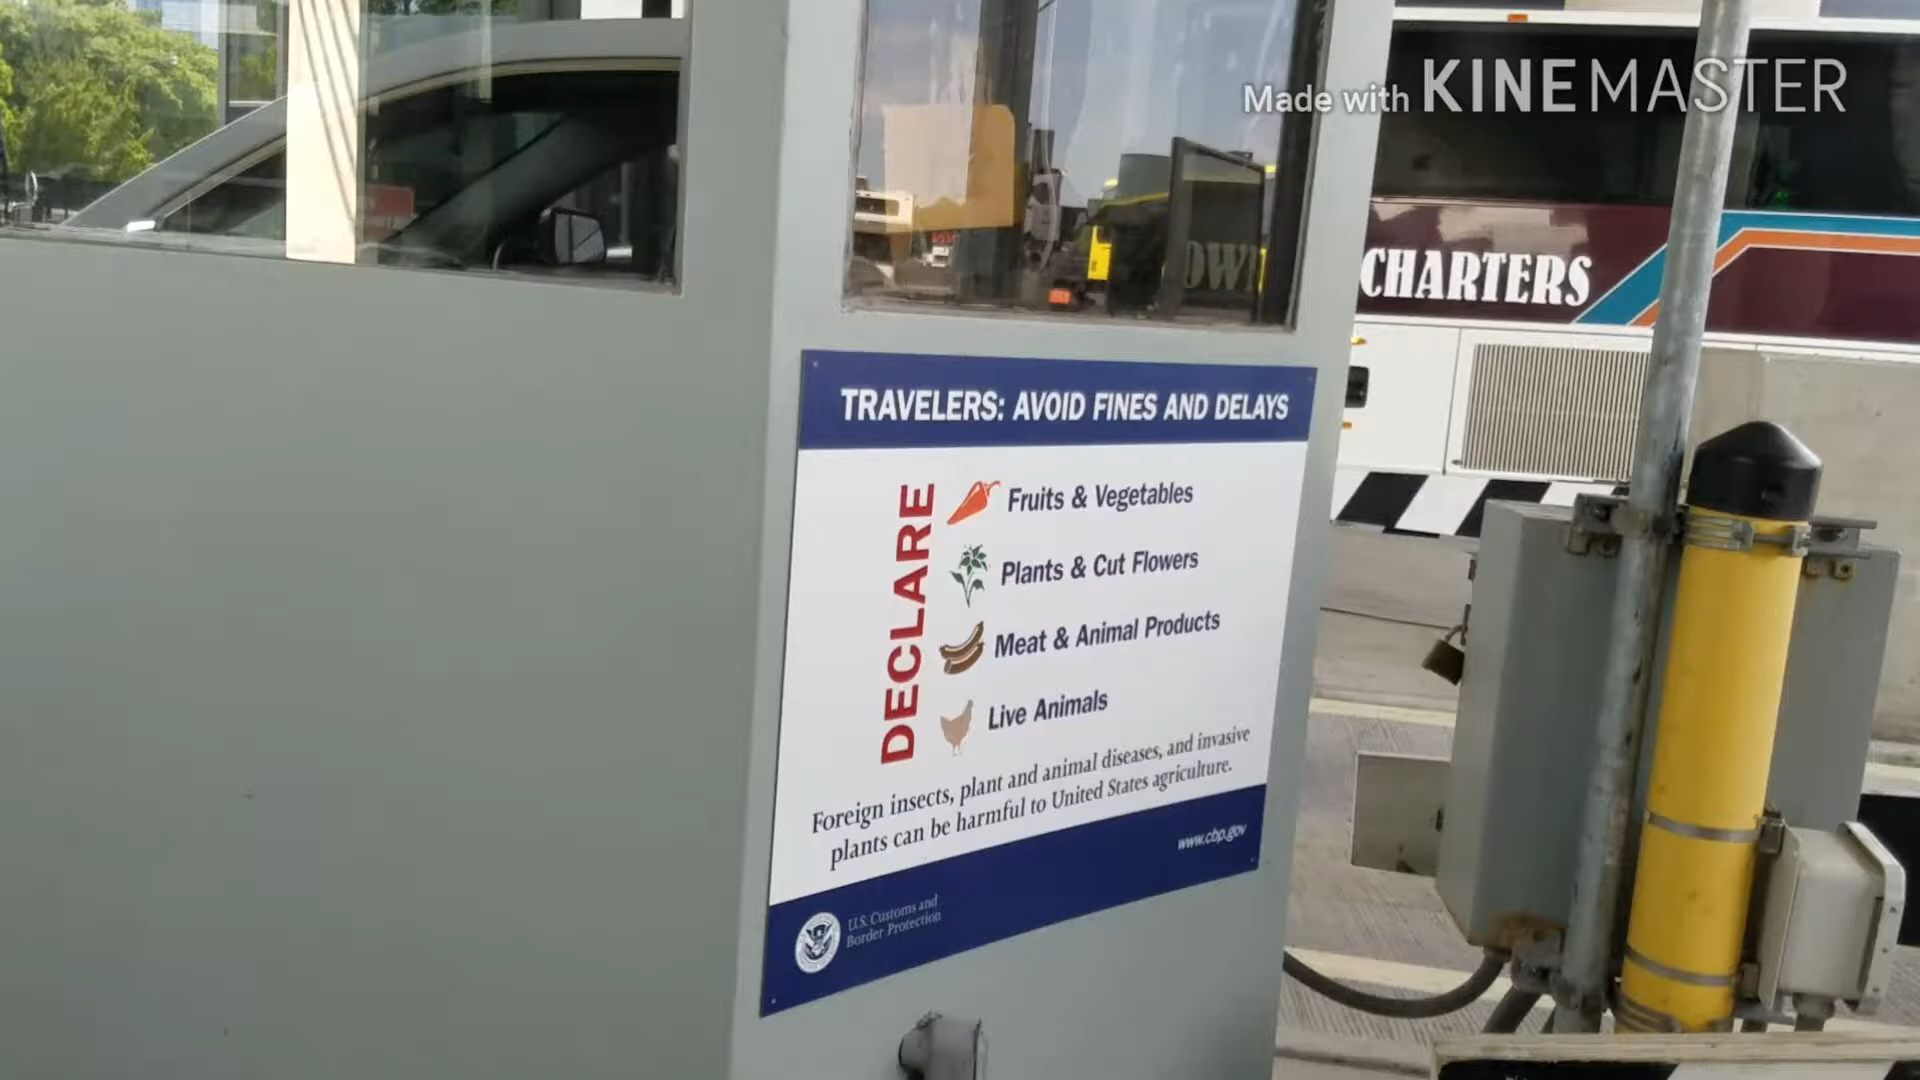 Made with KINEMASTER
CHARTERS
TRAVELERS: AVOID FINES AND DELAYS
DECLARE
Fruits & Vegetables
Plants & Cut Flowers
Meat & Animal Products
Live Animals
Foreign insects, plant and animal diseases, and invasive
plants can be harmful to United States agriculture.
www.cbp.gov
U.S. Customs and
Border Protection